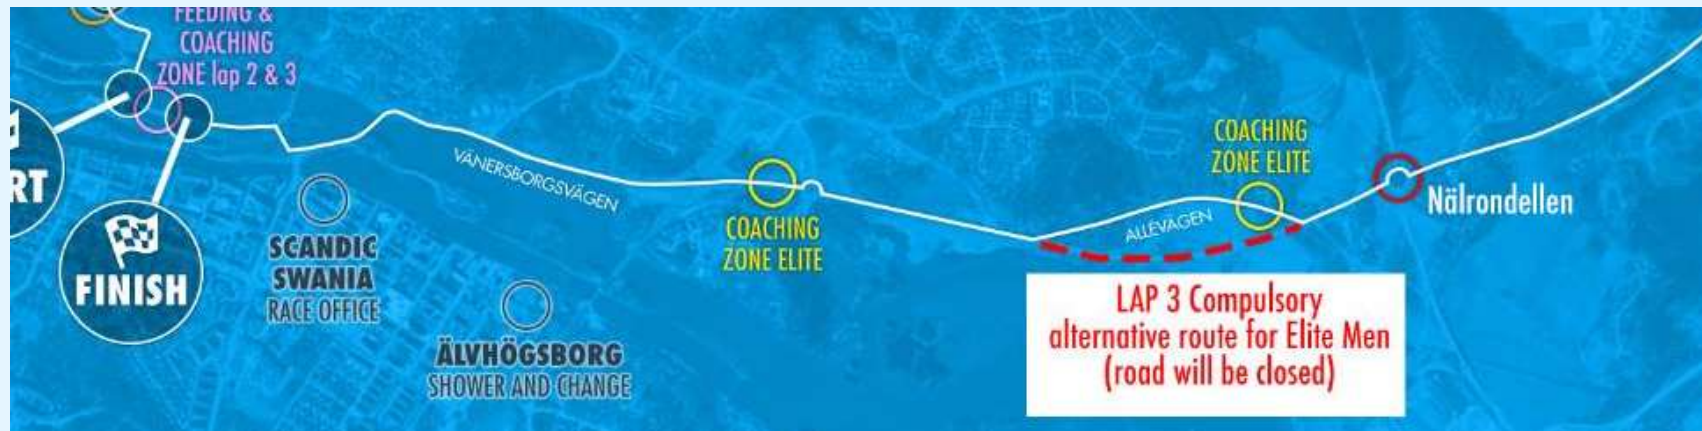 FEEDING &
COACHING
ZONE lap 2 & 3
RT
FINISH
SCANDIC
SWANIA
RACE OFFICE
ÄLVHÖGSBORG
SHOWER AND CHANGE
VÄNERSBORGSVÄGEN
COACHING
ZONE ELITE
ALLEVÄGEN
COACHING
ZONE ELITE
Nälrondellen
LAP 3 Compulsory
alternative route for Elite Men
(road will be closed)